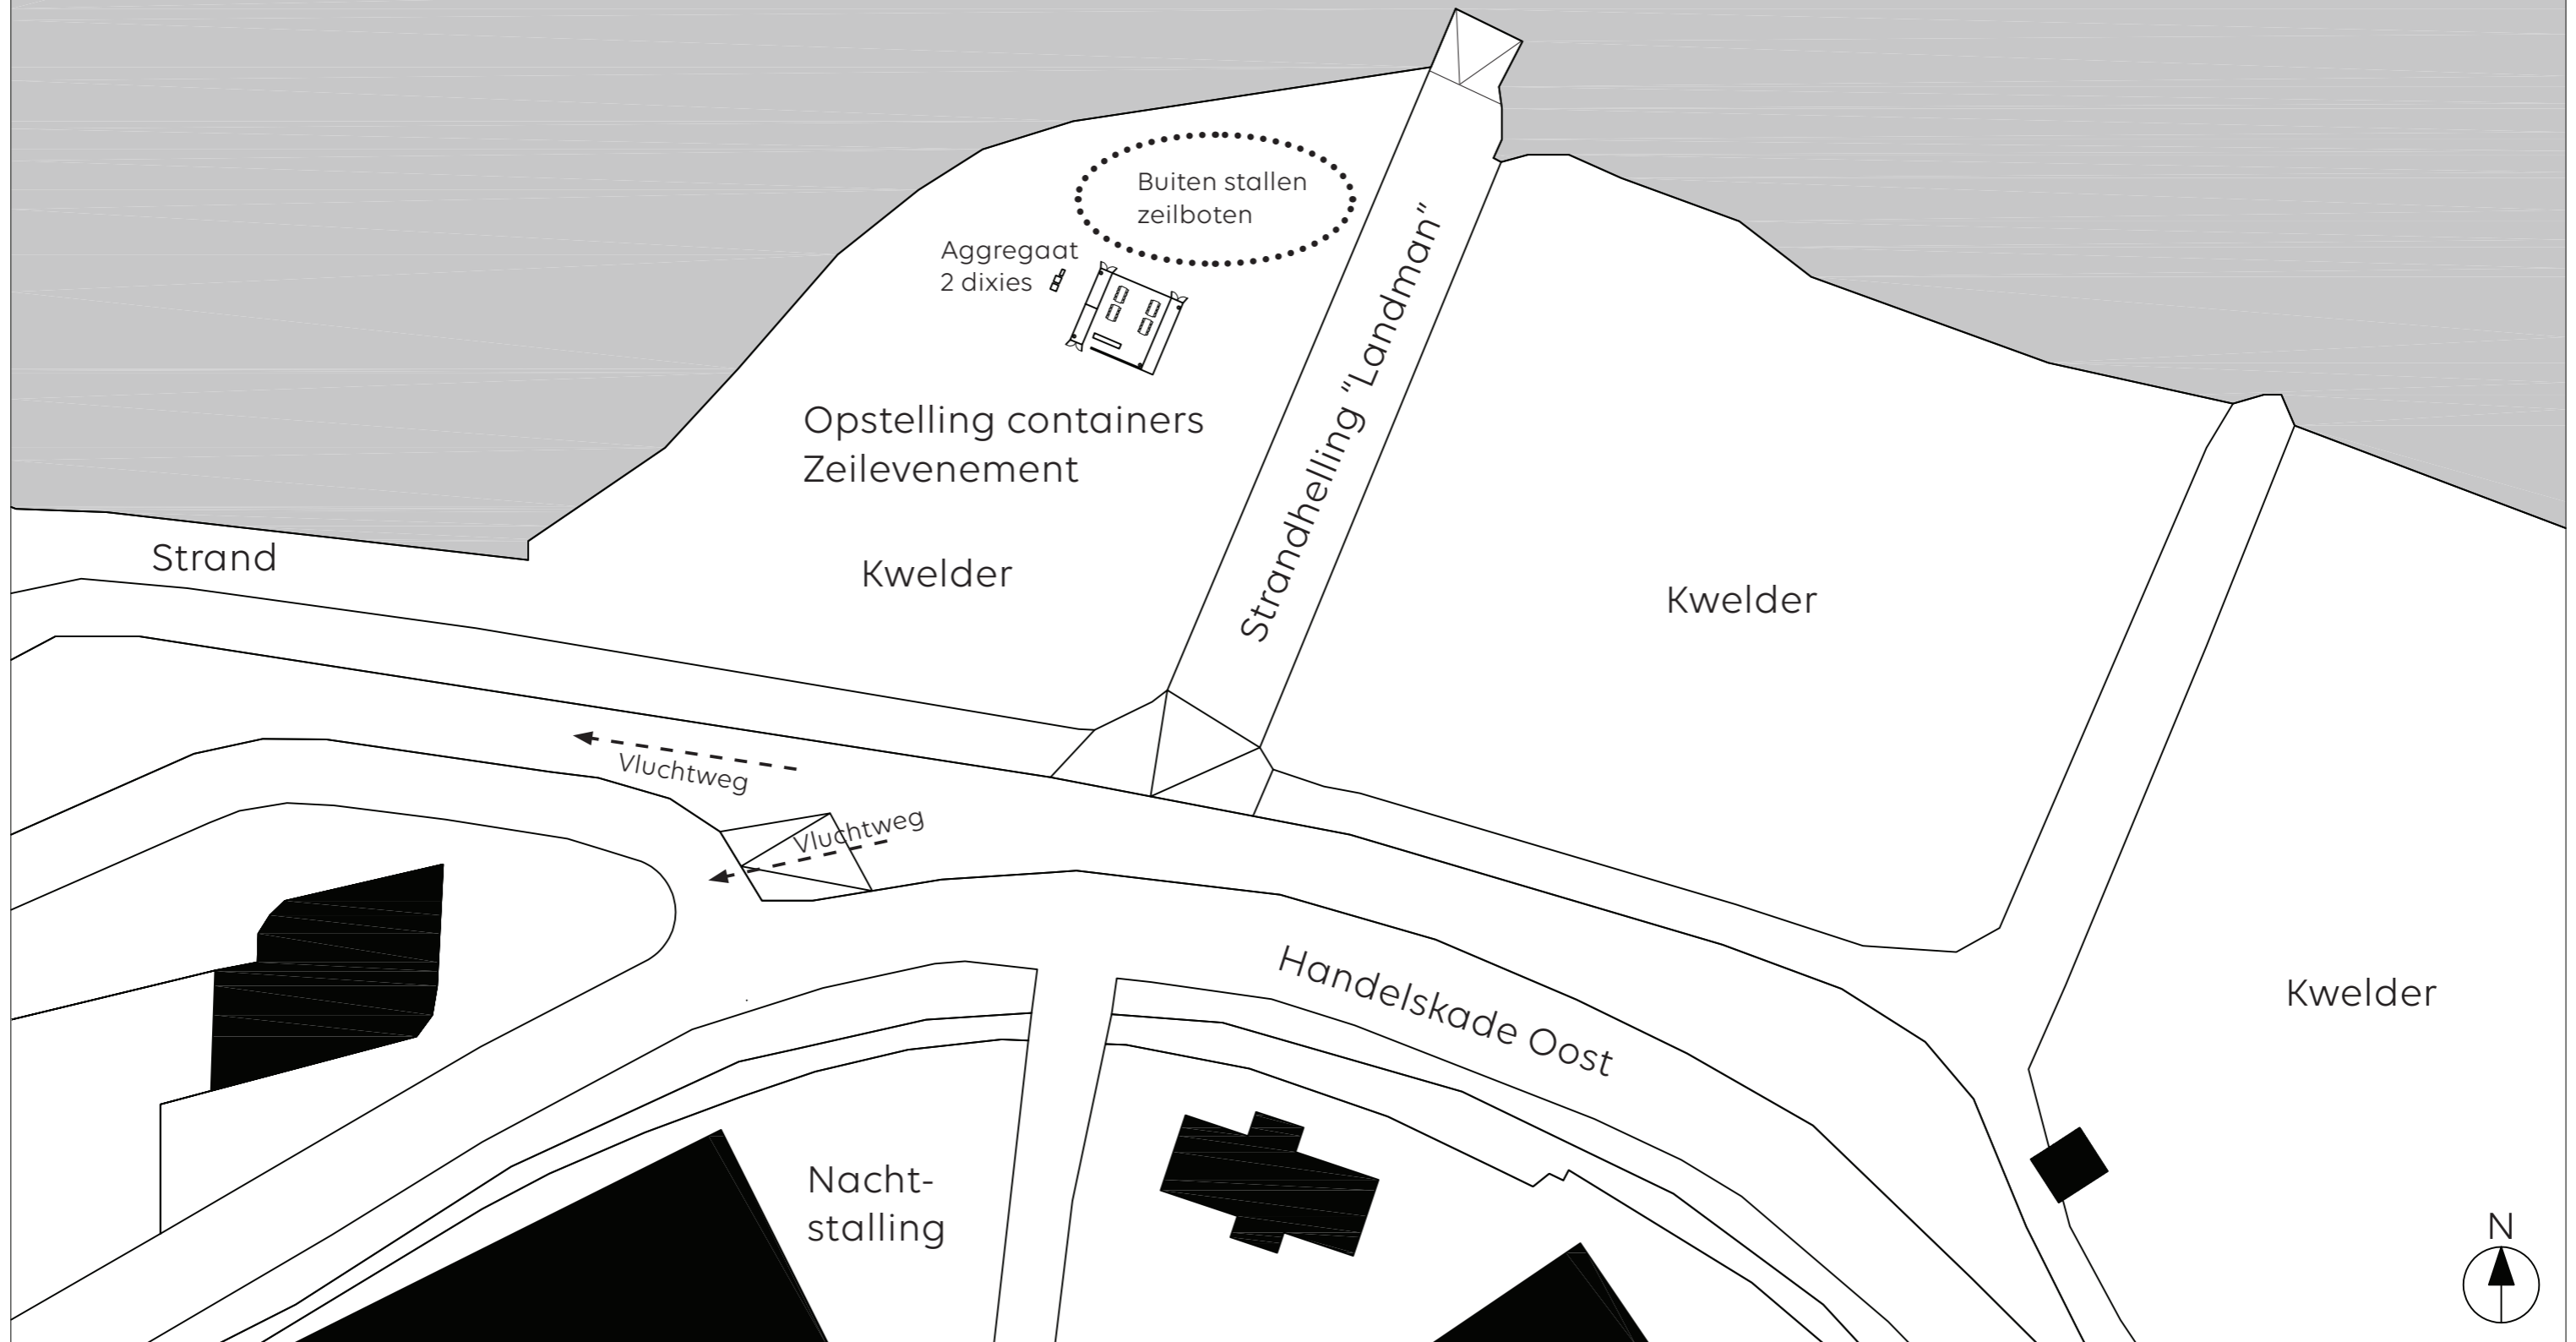 Buiten stallen
zeilboten
Aggregaat
2 dixies
Strandhelling “Landman”
Opstelling containers
Zeilevenement
Strand
Kwelder
Kwelder
Vluchtweg
Vluchtweg
Handelskade Oost
Kwelder
Nacht-
stalling
N